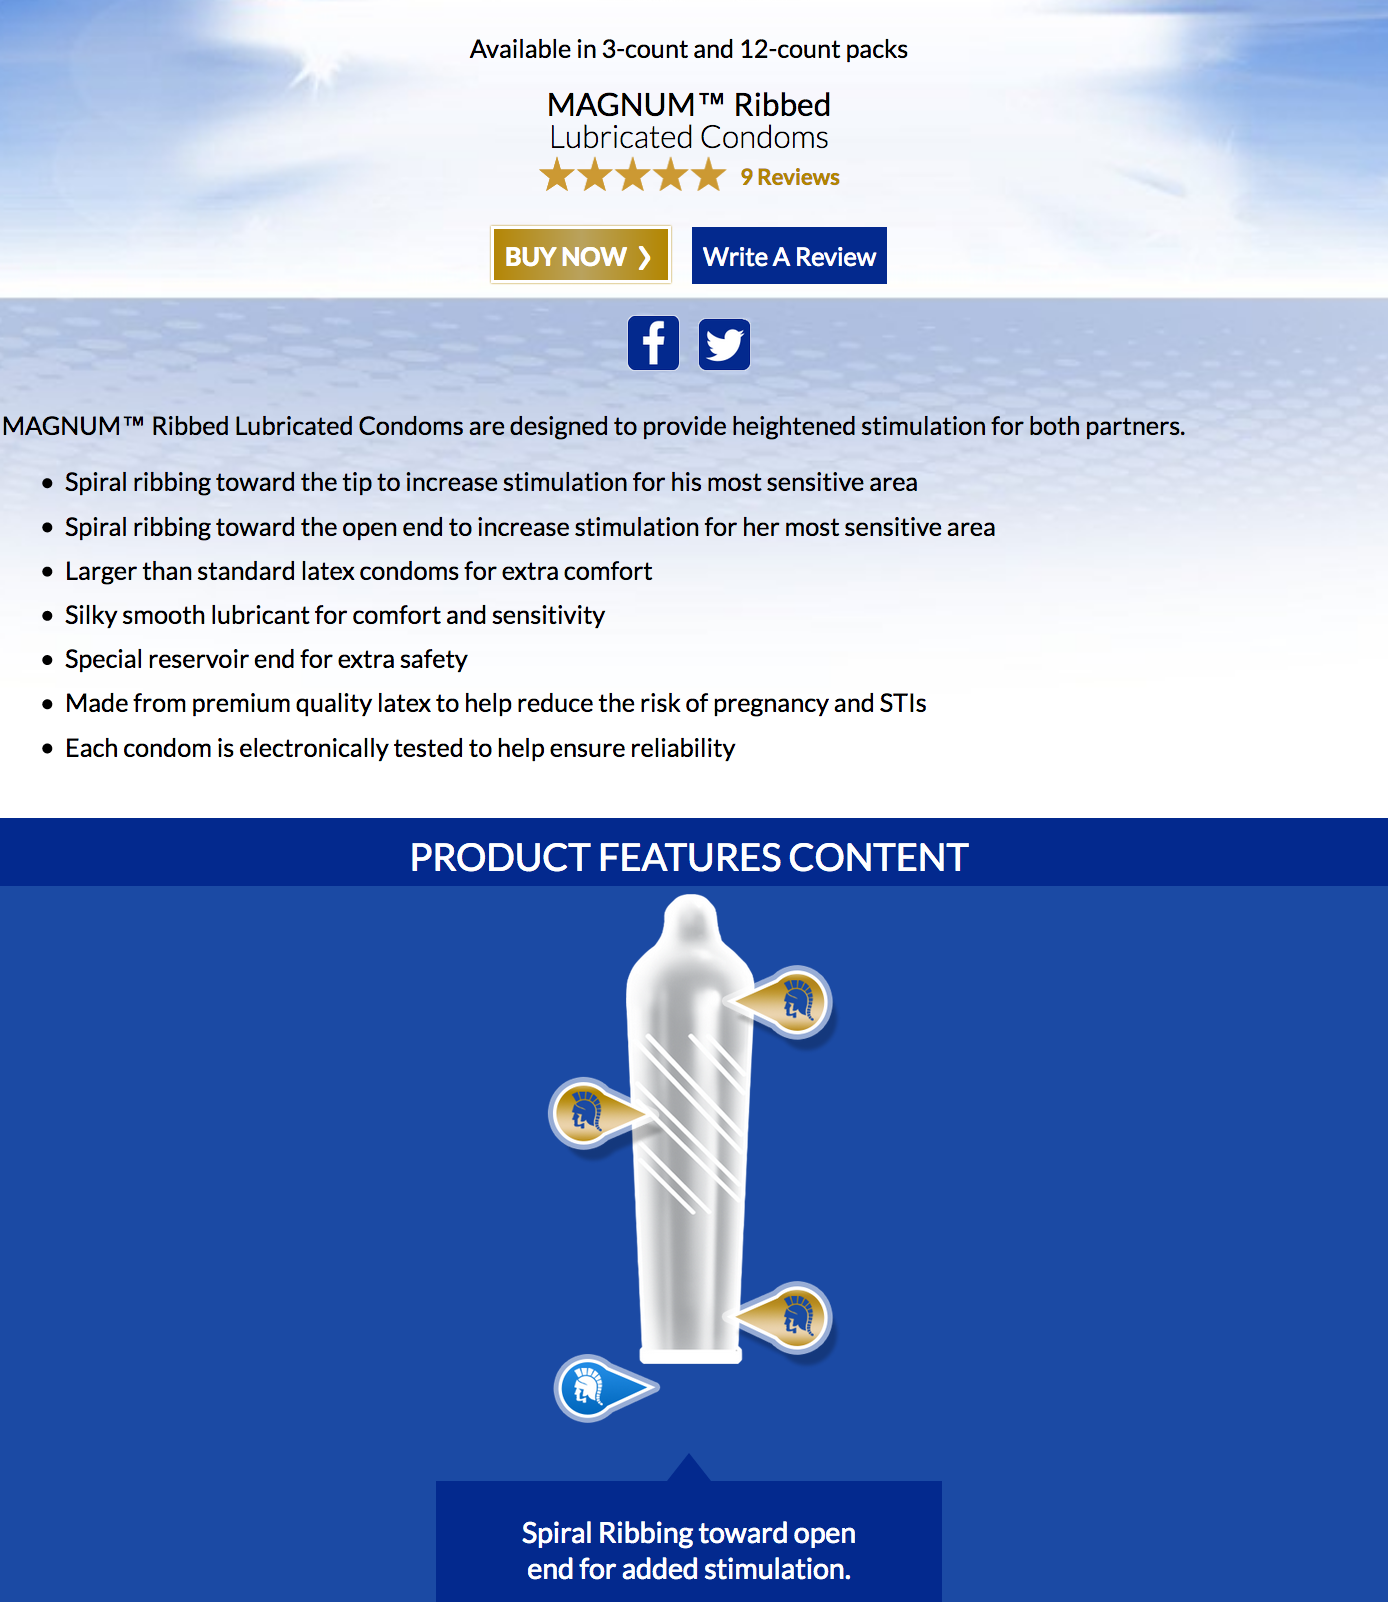 Available in 3-count and 12-count packs
MAGNUM™ Ribbed
Lubricated Condoms
9 Reviews
BUY NOW ❯
Write A Review
MAGNUM™ Ribbed Lubricated Condoms are designed to provide heightened stimulation for both partners.
• Spiral ribbing toward the tip to increase stimulation for his most sensitive area
• Spiral ribbing toward the open end to increase stimulation for her most sensitive area
• Larger than standard latex condoms for extra comfort
• Silky smooth lubricant for comfort and sensitivity
• Special reservoir end for extra safety
• Made from premium quality latex to help reduce the risk of pregnancy and STIs
• Each condom is electronically tested to help ensure reliability
PRODUCT FEATURES CONTENT
Spiral Ribbing toward open
end for added stimulation.